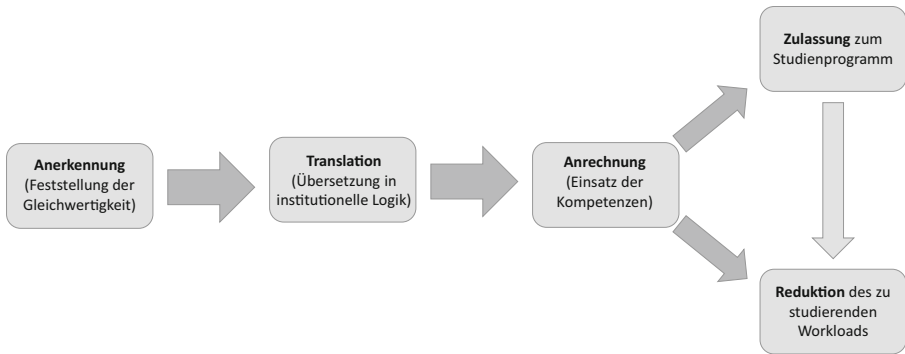 Anerkennung
(Feststellung der
Gleichwertigkeit)
Translation
(Übersetzung in
institutionelle Logik)
Anrechnung
(Einsatz der
Kompetenzen)
Zulassung zum
Studienprogramm
Reduktion des zu
studierenden
Workloads